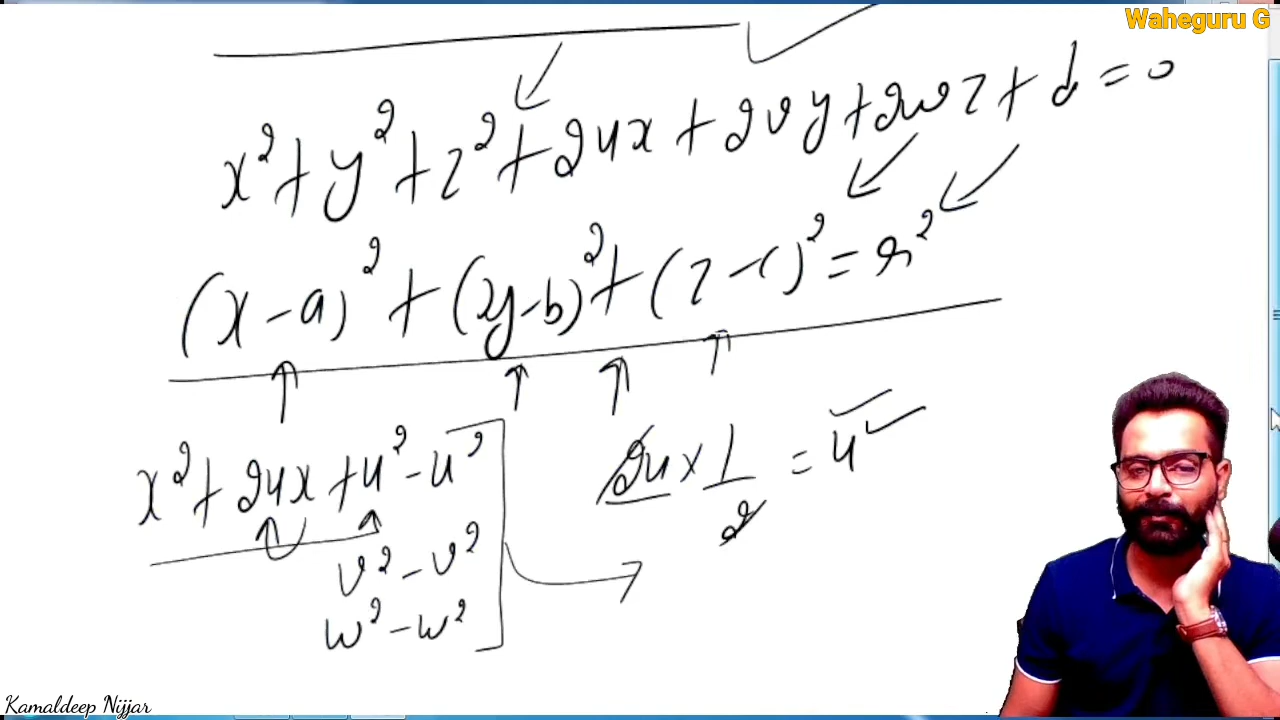 Waheguru G
x² + y² + z² + 2ux + 2vy + 2wz + d = 0
(x-a)² + (y-b)² + (z-c)² = r²
x² + 2ux + u² - u²
2u x 1/2 = u
v² - v²
w² - w²
Kamaldeep Nijjar